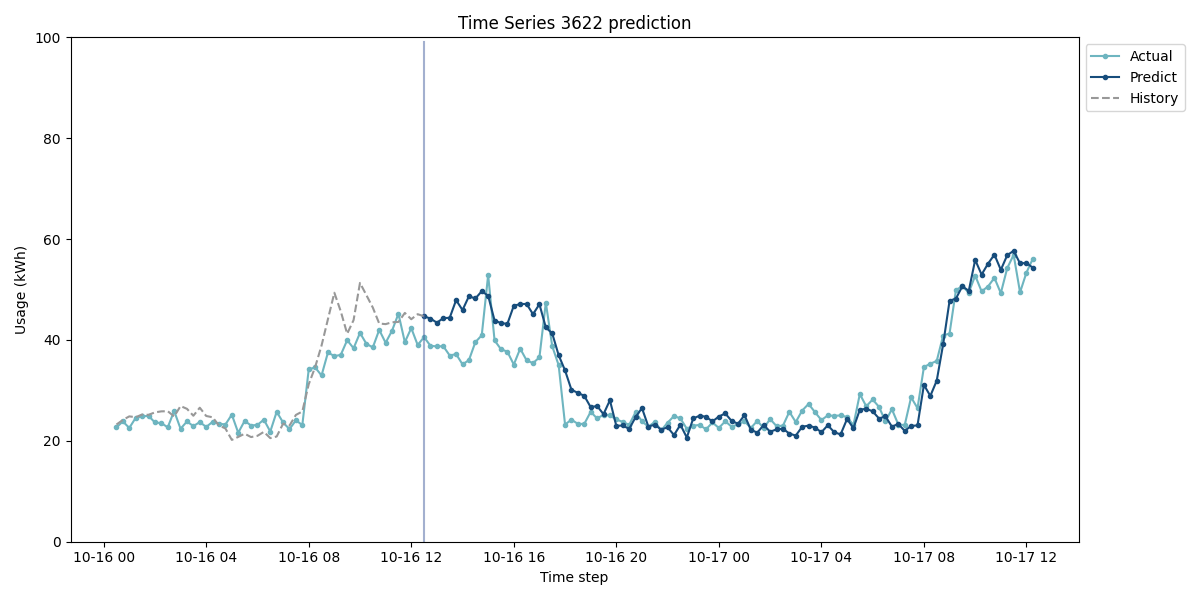 Time Series 3622 prediction
100
80
60
40
20
0
Usage (kWh)
10-16 00
10-16 04
10-16 08
10-16 12
10-16 16
10-16 20
10-17 00
10-17 04
10-17 08
10-17 12
Time step
Actual
Predict
History